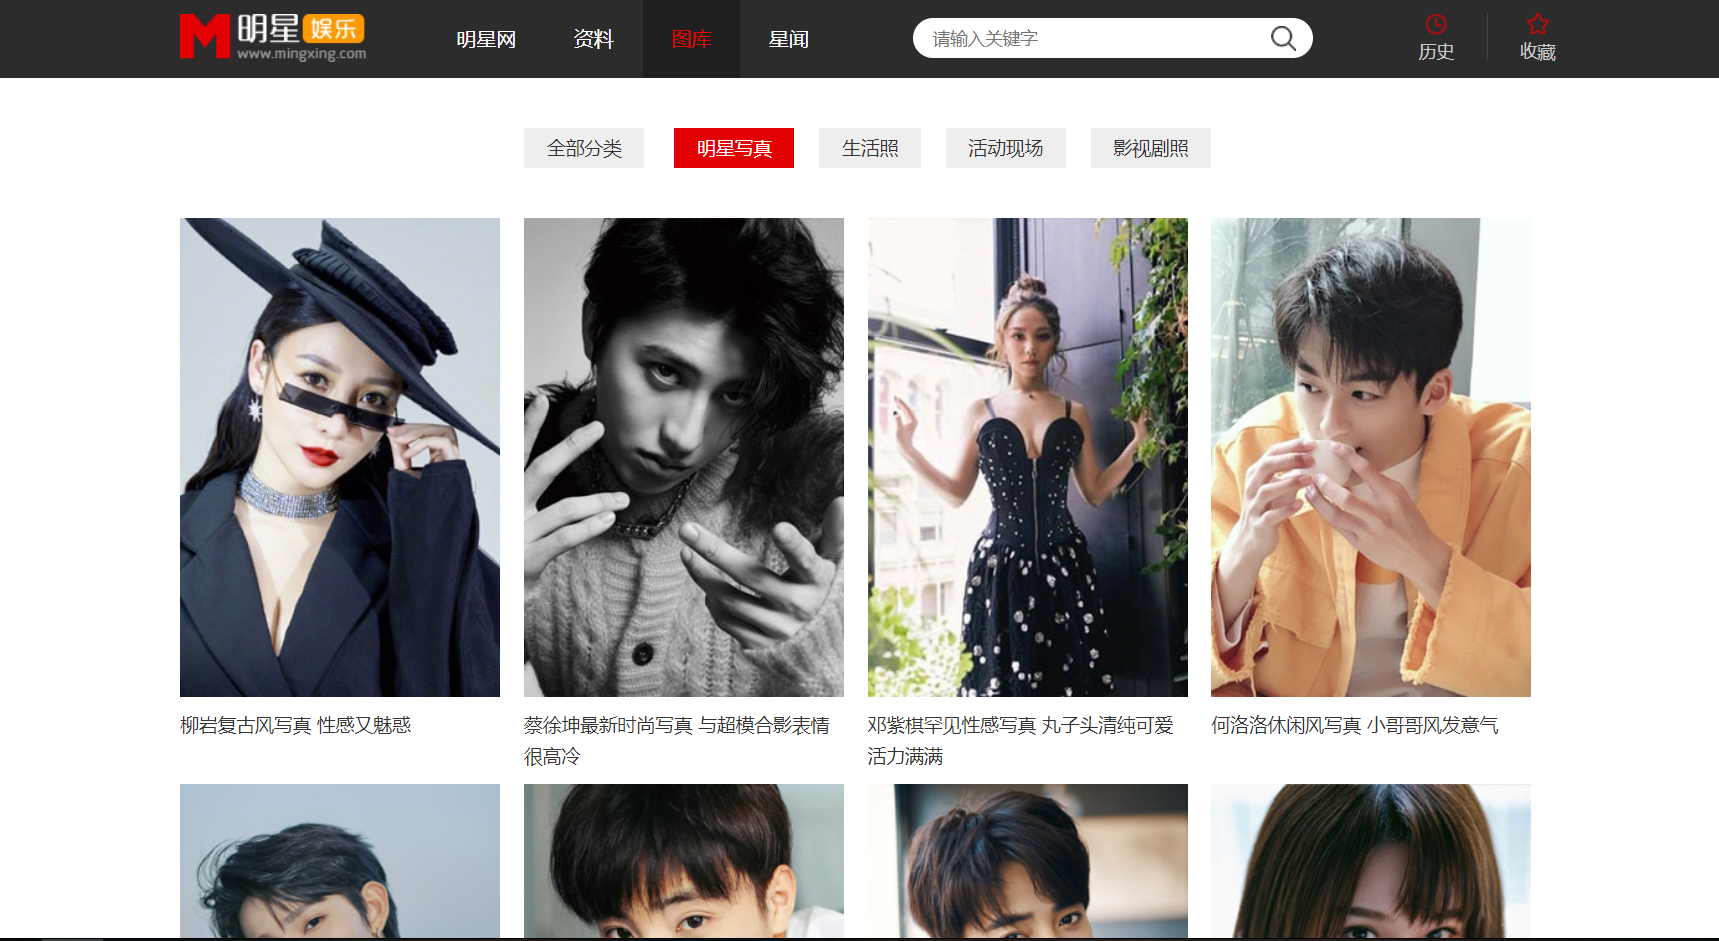 明星娱乐
www.mingxing.com
明星网 资料 图库 星闻
请输入关键字
历史 收藏
全部分类 明星写真 生活照 活动现场 影视剧照
柳岩复古风写真 性感又魅惑
蔡徐坤最新时尚写真 与超模合影表情
很高冷
邓紫棋罕见性感写真 丸子头清纯可爱
活力满满
何洛洛休闲风写真 小哥哥风发意气